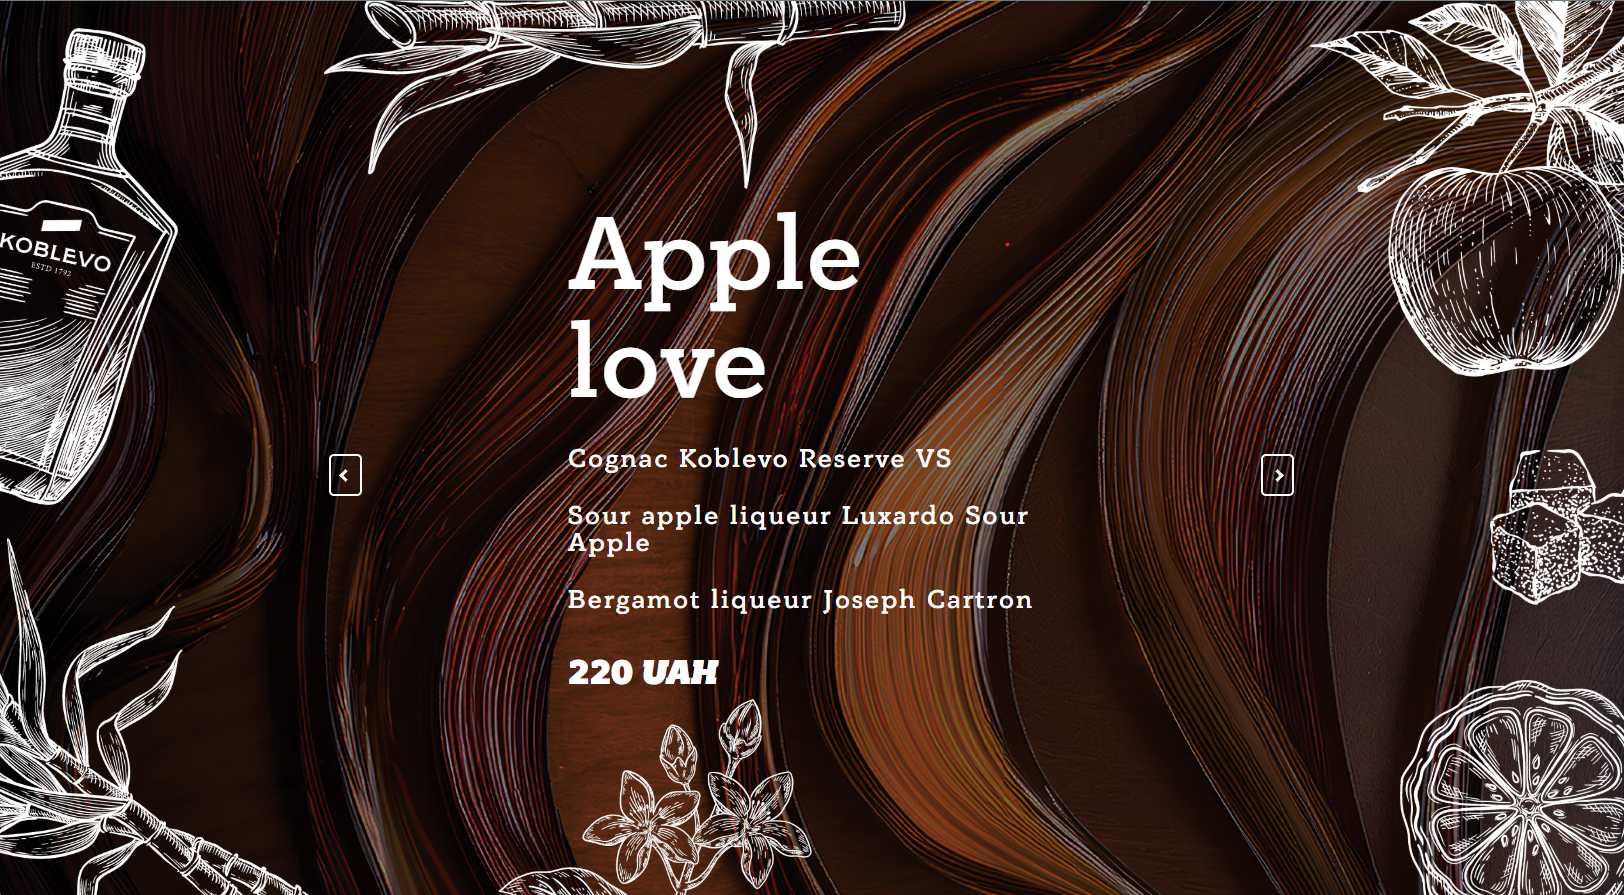 KOBLEVO
ESTD 1792
Apple
love
Cognac Koblevo Reserve VS
Sour apple liqueur Luxardo Sour
Apple
Bergamot liqueur Joseph Cartron
220 UAH